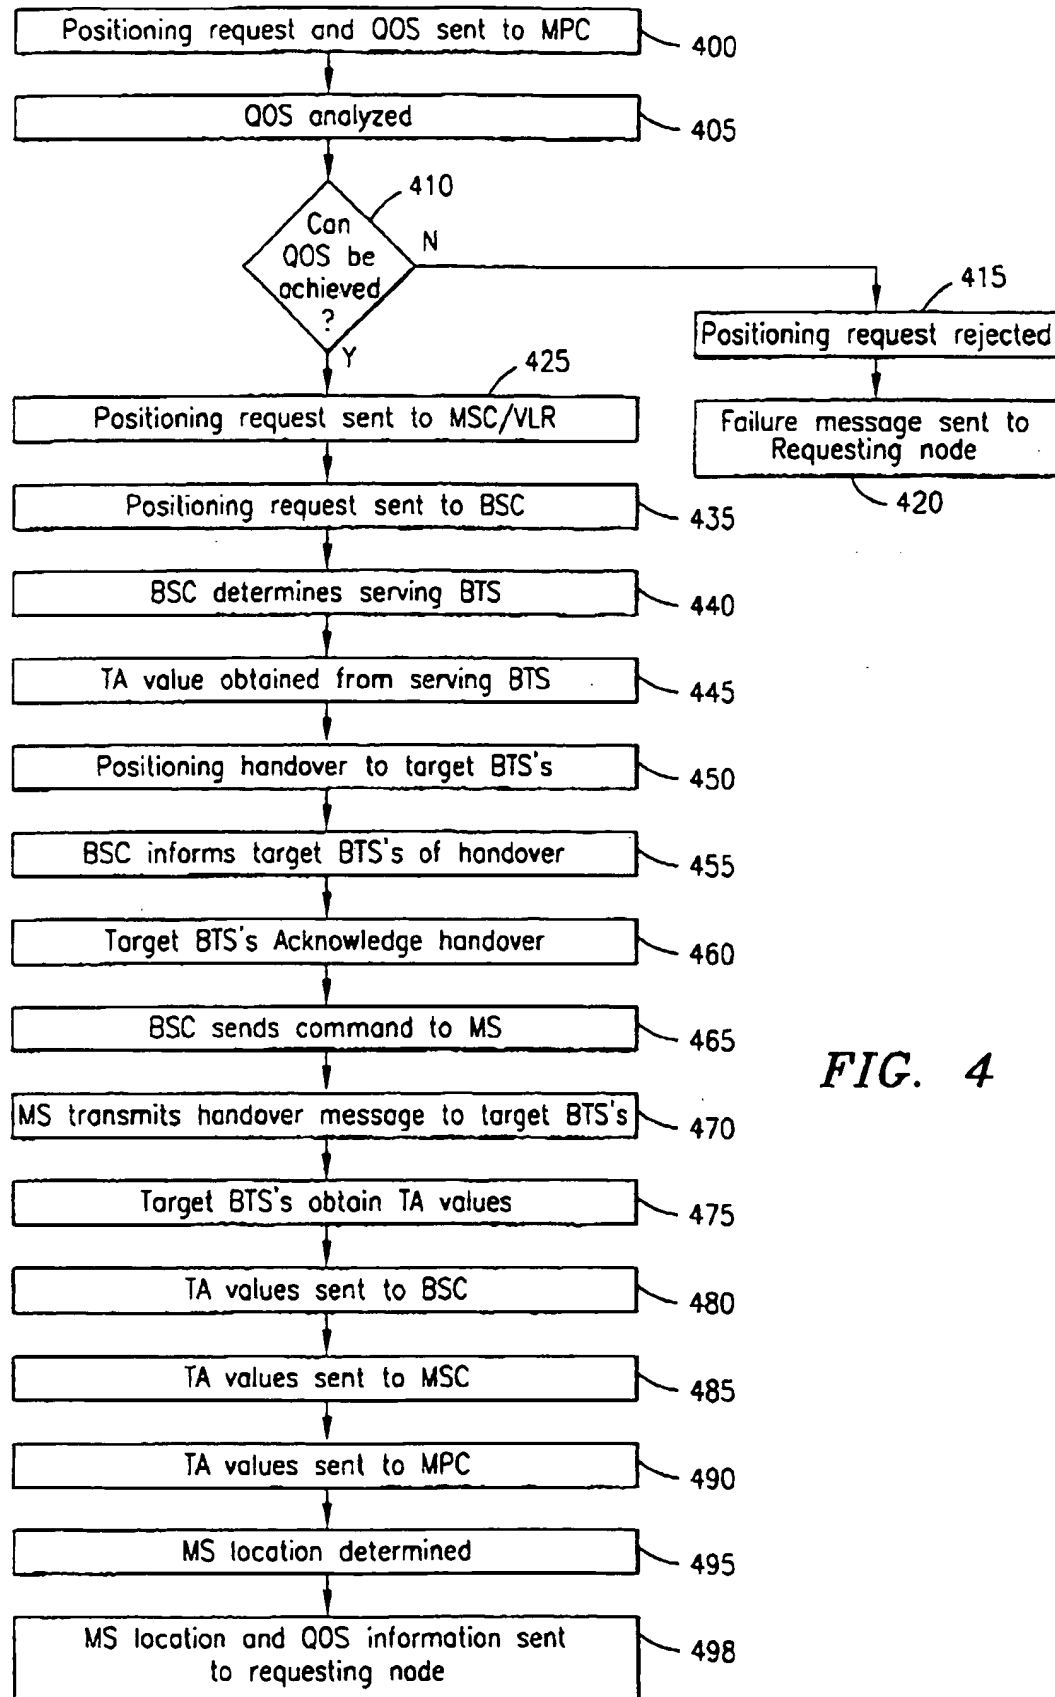 Positioning request and QOS sent to MPC
400
QOS analyzed
405
410
Can
QOS be
achieved
?
N
Y
415
Positioning request rejected
Failure message sent to
Requesting node
420
425
Positioning request sent to MSC/VLR
Positioning request sent to BSC
435
BSC determines serving BTS
440
TA value obtained from serving BTS
445
Positioning handover to target BTS's
450
BSC informs target BTS's of handover
455
Target BTS's Acknowledge handover
460
BSC sends command to MS
465
FIG. 4
MS transmits handover message to target BTS's
470
Target BTS's obtain TA values
475
TA values sent to BSC
480
TA values sent to MSC
485
TA values sent to MPC
490
MS location determined
495
MS location and QOS information sent
to requesting node
498